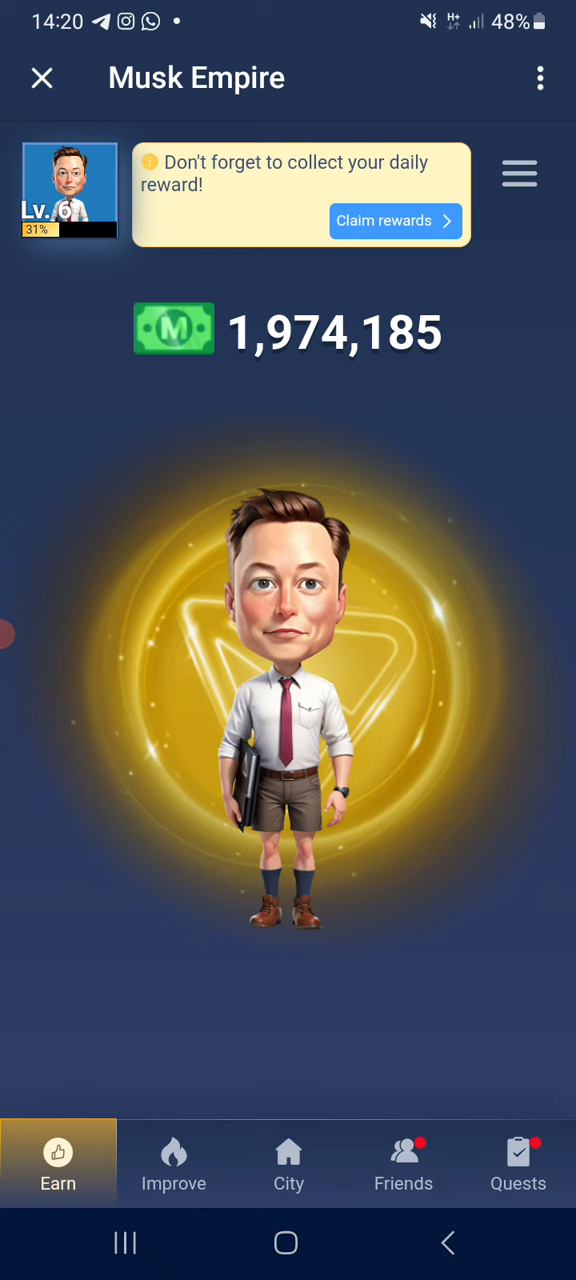 14:20
H+
48%
Musk Empire
Don't forget to collect your daily
reward!
Claim rewards
Lv. 6
31%
M 1,974,185
Earn
Improve
City
Friends
Quests